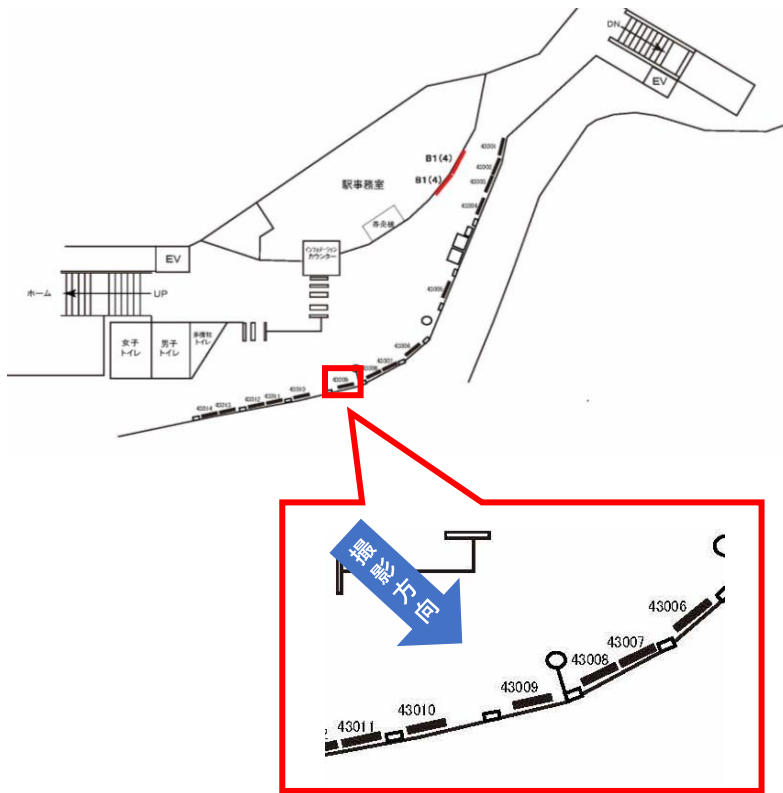 DN
EV
43001
B1(4)
43002
B1(4)
43003
駅事務室
43004
券売機
インフォメーション
カウンター
EV
ホーム
UP
43005
女子
トイレ
男子
トイレ
多機能
トイレ
43006
43007
43008
43009
43010
43011
43012
43013
43014
撮影方向
43006
43007
43008
43009
43010
43011